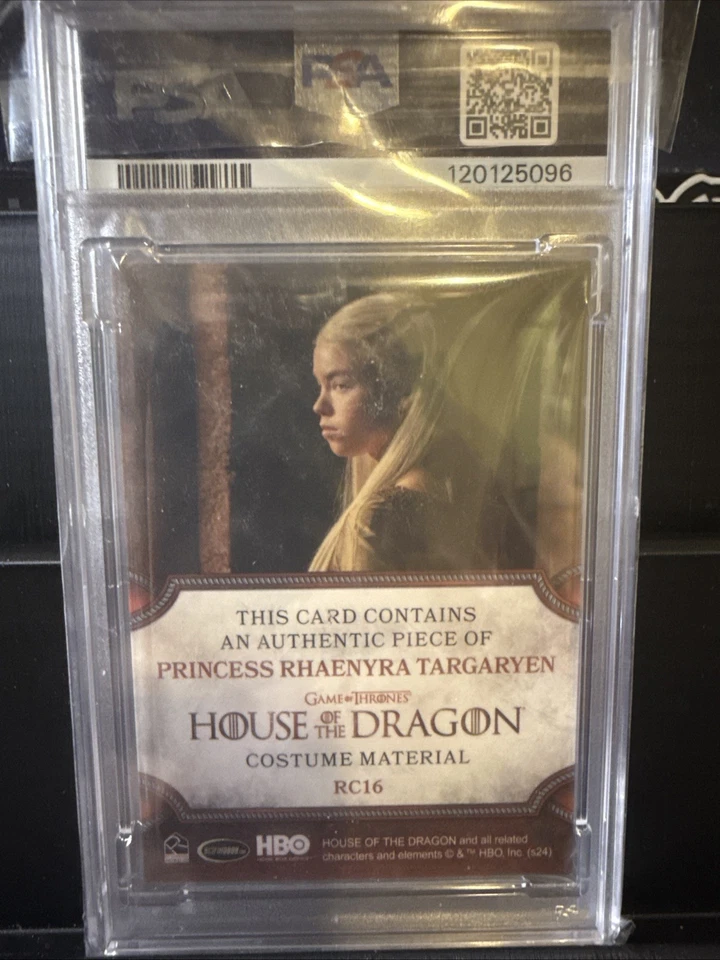 PSA
PSA
120125096
THIS CARD CONTAINS
AN AUTHENTIC PIECE OF
PRINCESS RHAENYRA TARGARYEN
GAME OF THRONES
HOUSE OF THE DRAGON
COSTUME MATERIAL
RC16
HBO
HOUSE OF THE DRAGON and all related
characters and elements © & ™ HBO, Inc. (s24)